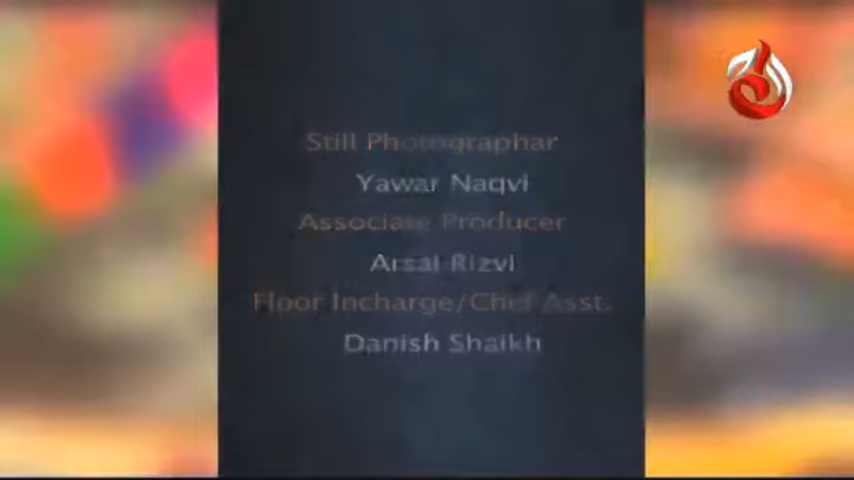 Still Photographar
Yawar Naqvi
Associate Producer
Arsal Rizvi
Floor Incharge/Chef Asst.
Danish Shaikh